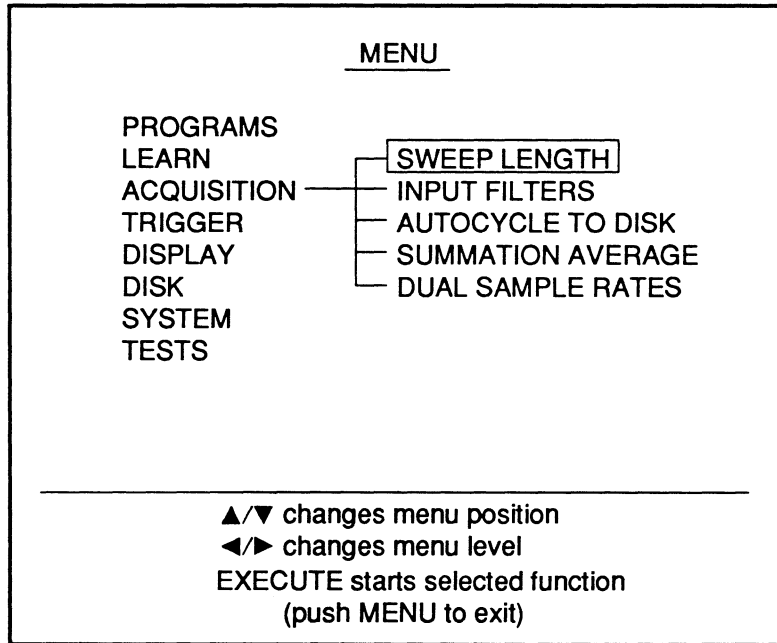 MENU
PROGRAMS
LEARN
ACQUISITION
TRIGGER
DISPLAY
DISK
SYSTEM
TESTS
SWEEP LENGTH
INPUT FILTERS
AUTOCYCLE TO DISK
SUMMATION AVERAGE
DUAL SAMPLE RATES
▲/▼ changes menu position
◄/► changes menu level
EXECUTE starts selected function
(push MENU to exit)